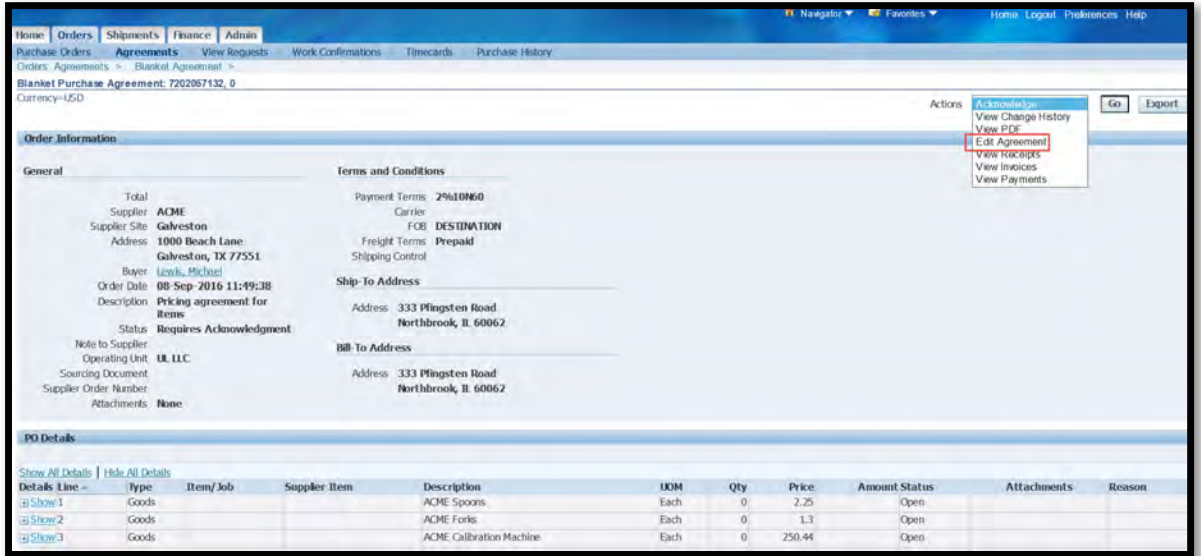 Navigator Favorites Home Logout Preferences Help
Home Orders Shipments Finance Admin
Purchase Orders Agreements View Requests Work Confirmations Timecards Purchase History
Orders: Agreements > Blanket Agreement >
Blanket Purchase Agreement: 7202067132, 0
Currency=USD
Actions Acknowledge Go Export
View Change History
View PDF
Edit Agreement
View Receipts
View Invoices
View Payments
Order Information
General
Total
Supplier ACME
Supplier Site Galveston
Address 1000 Beach Lane
Galveston, TX 77551
Buyer Lewis, Michael
Order Date 08-Sep-2016 11:49:38
Description Pricing agreement for
items
Status Requires Acknowledgment
Note to Supplier
Operating Unit UL LLC
Sourcing Document
Supplier Order Number
Attachments None
Terms and Conditions
Payment Terms 2%10N60
Carrier
FOB DESTINATION
Freight Terms Prepaid
Shipping Control
Ship-To Address
Address 333 Pfingsten Road
Northbrook, IL 60062
Bill-To Address
Address 333 Pfingsten Road
Northbrook, IL 60062
PO Details
Show All Details | Hide All Details
Details Line Type Item/Job Supplier Item Description UOM Qty Price Amount Status Attachments Reason
Show 1 Goods ACME Spoons Each 0 2.25 Open
Show 2 Goods ACME Forks Each 0 1.3 Open
Show 3 Goods ACME Calibration Machine Each 0 250.44 Open